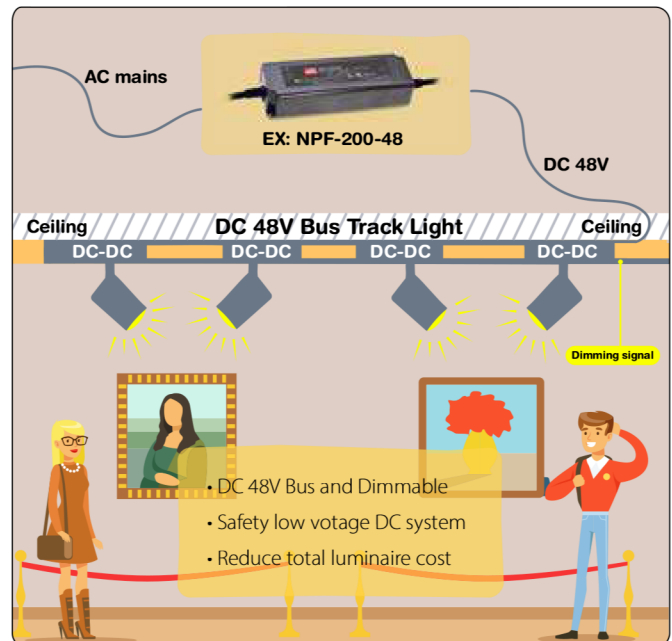 AC mains
EX: NPF-200-48
DC 48V
Ceiling DC 48V Bus Track Light Ceiling
DC-DC DC-DC DC-DC DC-DC
Dimming signal
• DC 48V Bus and Dimmable
• Safety low votage DC system
• Reduce total luminaire cost